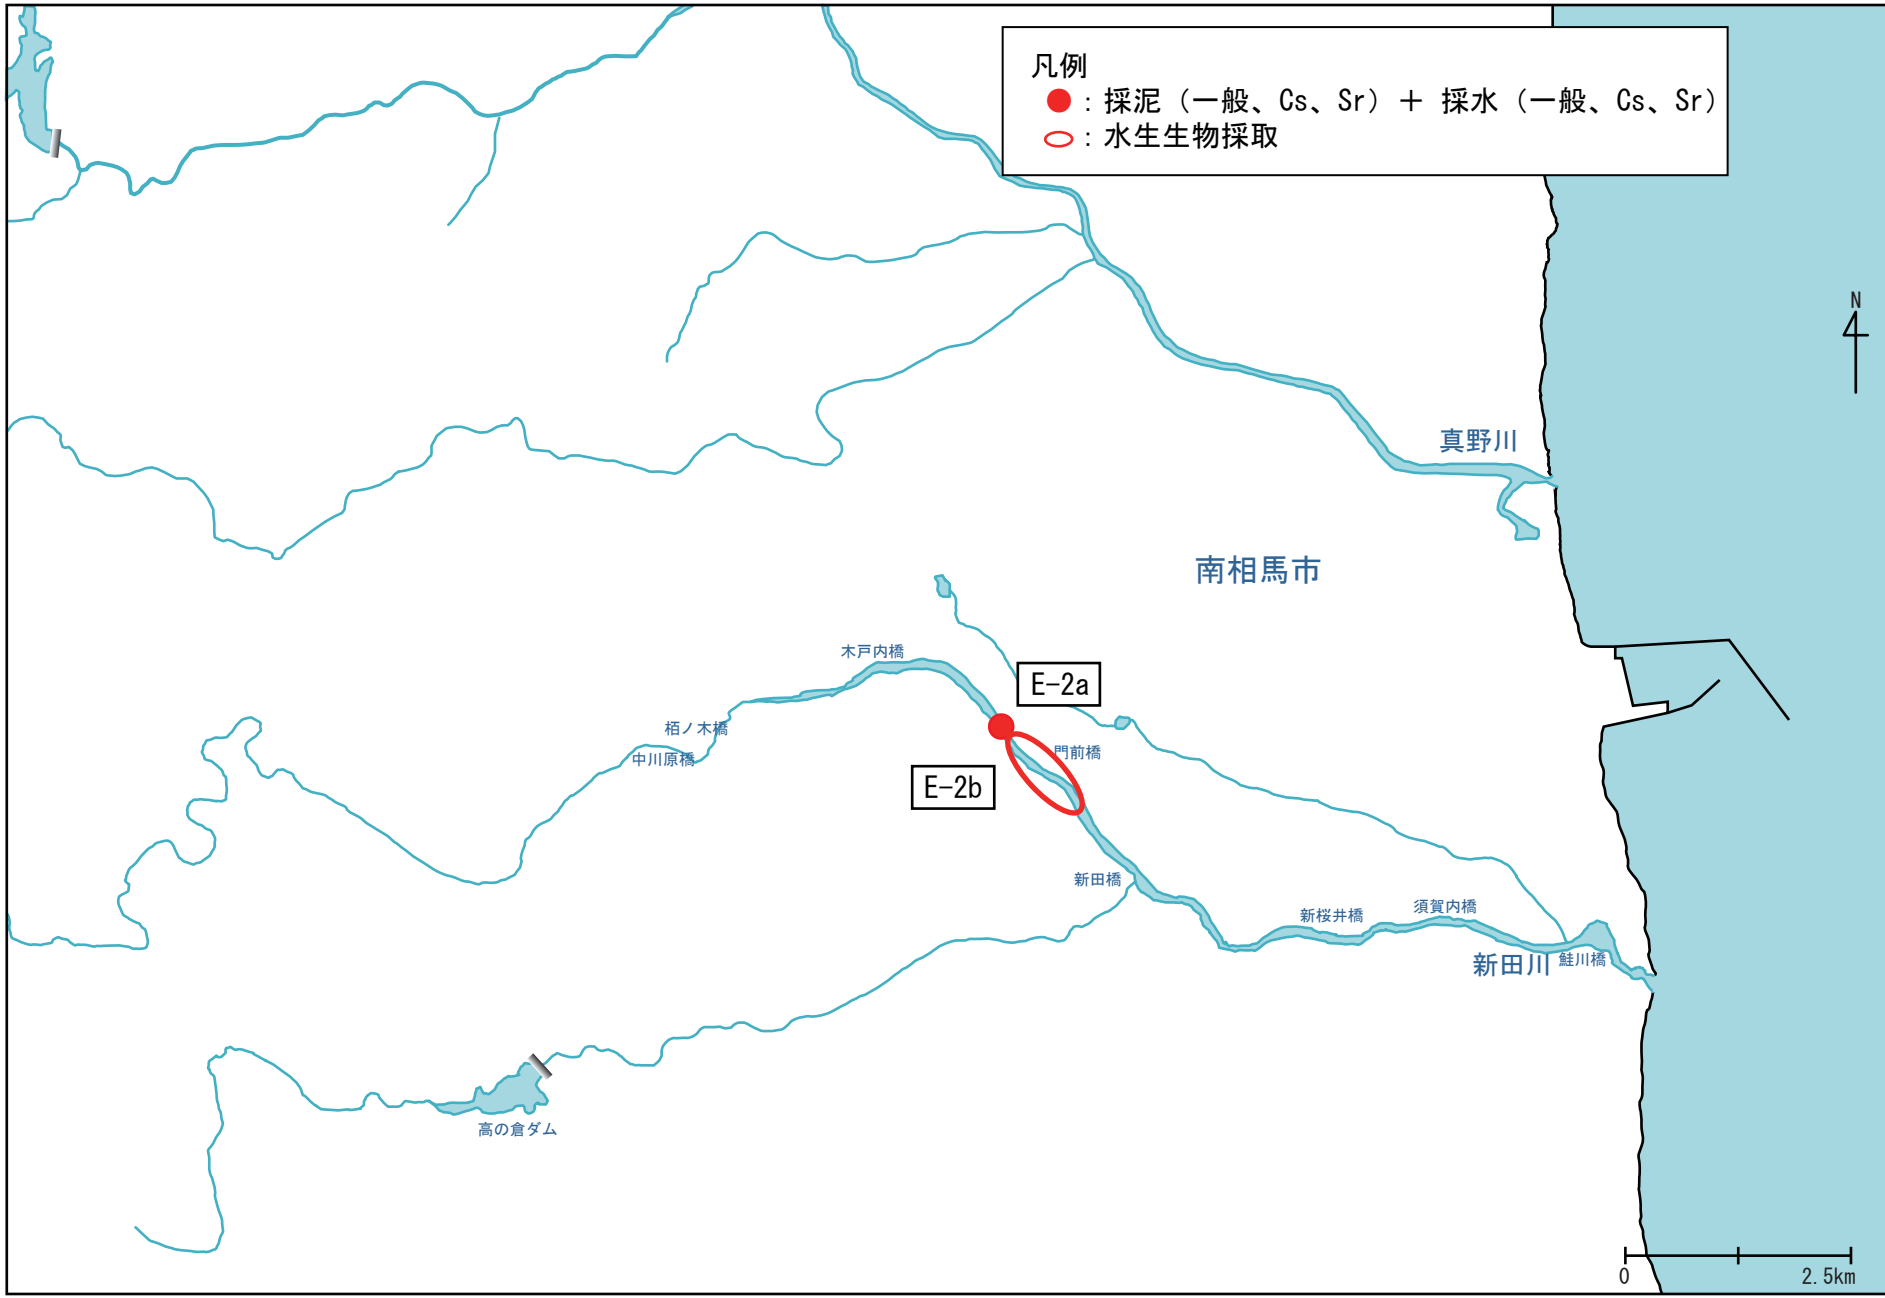 凡例
：採泥（一般、Cs、Sr）＋ 採水（一般、Cs、Sr）
：水生生物採取
N
真野川
南相馬市
木戸内橋
E-2a
栢ノ木橋
中川原橋
門前橋
E-2b
新田橋
新桜井橋
須賀内橋
新田川
鮭川橋
高の倉ダム
0
2.5km